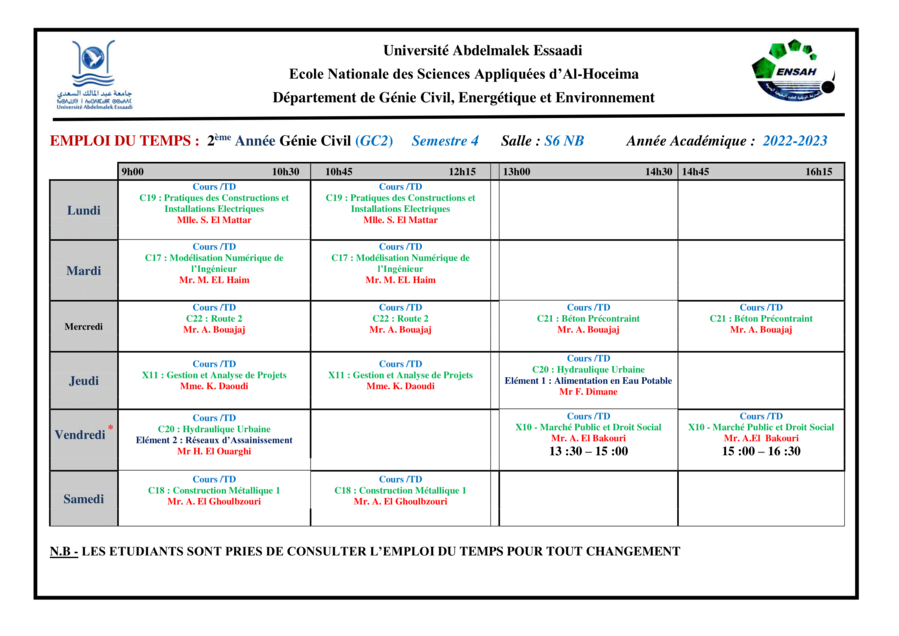 Université Abdelmalek Essaadi
Ecole Nationale des Sciences Appliquées d'Al-Hoceima
Département de Génie Civil, Energétique et Environnement
جامعة عبد المالك السعدي
Université Abdelmalek Essaadi
ENSAH
EMPLOI DU TEMPS : 2ème Année Génie Civil (GC2) Semestre 4 Salle : S6 NB Année Académique : 2022-2023
9h00 10h30 10h45 12h15 13h00 14h30 14h45 16h15
Lundi
Cours /TD
C19 : Pratiques des Constructions et
Installations Electriques
Mlle. S. El Mattar
Cours /TD
C19 : Pratiques des Constructions et
Installations Electriques
Mlle. S. El Mattar
Mardi
Cours /TD
C17 : Modélisation Numérique de
l'Ingénieur
Mr. M. EL Haim
Cours /TD
C17 : Modélisation Numérique de
l'Ingénieur
Mr. M. EL Haim
Mercredi
Cours /TD
C22 : Route 2
Mr. A. Bouajaj
Cours /TD
C22 : Route 2
Mr. A. Bouajaj
Cours /TD
C21 : Béton Précontraint
Mr. A. Bouajaj
Cours /TD
C21 : Béton Précontraint
Mr. A. Bouajaj
Jeudi
Cours /TD
X11 : Gestion et Analyse de Projets
Mme. K. Daoudi
Cours /TD
X11 : Gestion et Analyse de Projets
Mme. K. Daoudi
Cours /TD
C20 : Hydraulique Urbaine
Elément 1 : Alimentation en Eau Potable
Mr F. Dimane
Vendredi *
Cours /TD
C20 : Hydraulique Urbaine
Elément 2 : Réseaux d'Assainissement
Mr H. El Ouarghi
Cours /TD
X10 - Marché Public et Droit Social
Mr. A. El Bakouri
13 :30 – 15 :00
Cours /TD
X10 - Marché Public et Droit Social
Mr. A.El Bakouri
15 :00 – 16 :30
Samedi
Cours /TD
C18 : Construction Métallique 1
Mr. A. El Ghoulbzouri
Cours /TD
C18 : Construction Métallique 1
Mr. A. El Ghoulbzouri
N.B - LES ETUDIANTS SONT PRIES DE CONSULTER L'EMPLOI DU TEMPS POUR TOUT CHANGEMENT